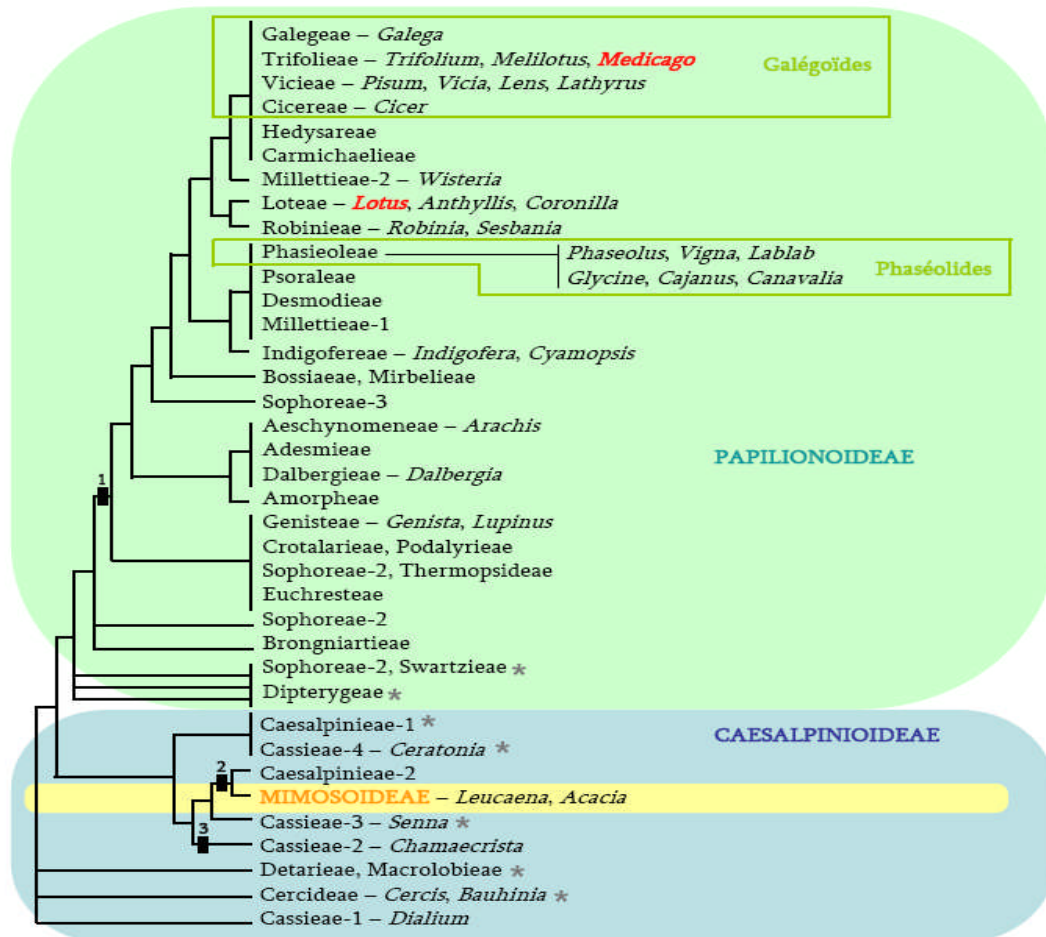 Galegeae – Galega
Trifolieae – Trifolium, Melilotus, Medicago
Galégoïdes
Vicieae – Pisum, Vicia, Lens, Lathyrus
Cicereae – Cicer
Hedysareae
Carmichaelieae
Millettieae-2 – Wisteria
Loteae – Lotus, Anthyllis, Coronilla
Robinieae – Robinia, Sesbania
Phasieoleae
Phaseolus, Vigna, Lablab
Glycine, Cajanus, Canavalia
Phaséolides
Psoraleae
Desmodieae
Millettieae-1
Indigofereae – Indigofera, Cyamopsis
Bossiaeae, Mirbelieae
Sophoreae-3
Aeschynomeneae – Arachis
Adesmieae
PAPILIONOIDEAE
Dalbergieae – Dalbergia
1
Amorpheae
Genisteae – Genista, Lupinus
Crotalarieae, Podalyrieae
Sophoreae-2, Thermopsideae
Euchresteae
Sophoreae-2
Brongniartieae
Sophoreae-2, Swartzieae *
Dipterygeae *
Caesalpinieae-1 *
CAESALPINIOIDEAE
Cassieae-4 – Ceratonia *
2
Caesalpinieae-2
MIMOSOIDEAE – Leucaena, Acacia
Cassieae-3 – Senna *
3
Cassieae-2 – Chamaecrista
Detarieae, Macrolobieae *
Cercideae – Cercis, Bauhinia *
Cassieae-1 – Dialium